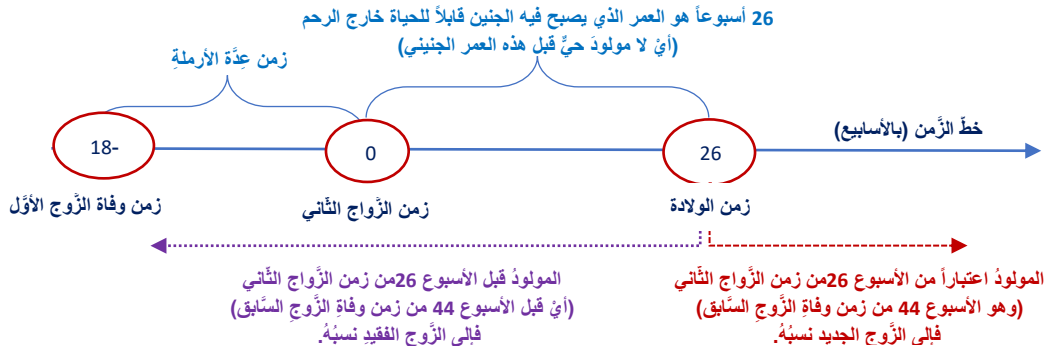 26 أسبوعاً هو العمر الذي يصبح فيه الجنين قابلاً للحياة خارج الرحم
(أيْ لا مولودَ حيٍّ قبل هذه العمر الجنيني)
زمن عِدَّة الأرملةِ
خطّ الزَّمن (بالأسابيع)
18-
0
26
زمن وفاة الزَّوج الأوَّل
زمن الزَّواج الثَّاني
زمن الولادة
المولودُ اعتباراً من الأسبوع 26من زمن الزَّواج الثَّاني
(وهو الأسبوع 44 من زمن وفاةِ الزَّوجِ السَّابق)
فإلى الزَّوجِ الجديد نسبُهُ.
المولودُ قبل الأسبوع 26من زمن الزَّواج الثَّاني
(أيْ قبل الأسبوع 44 من زمن وفاةِ الزَّوجِ السَّابق)
فإلى الزَّوج الفقيدِ نسبُهُ.